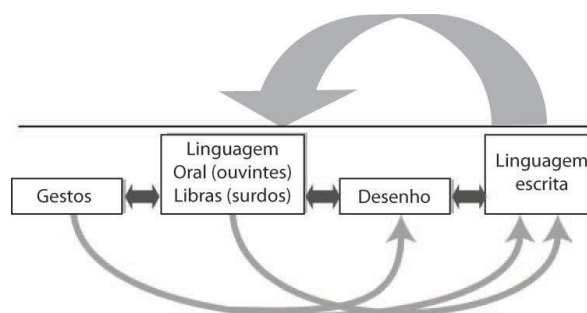 Gestos
Linguagem
Oral (ouvintes)
Libras (surdos)
Desenho
Linguagem
escrita